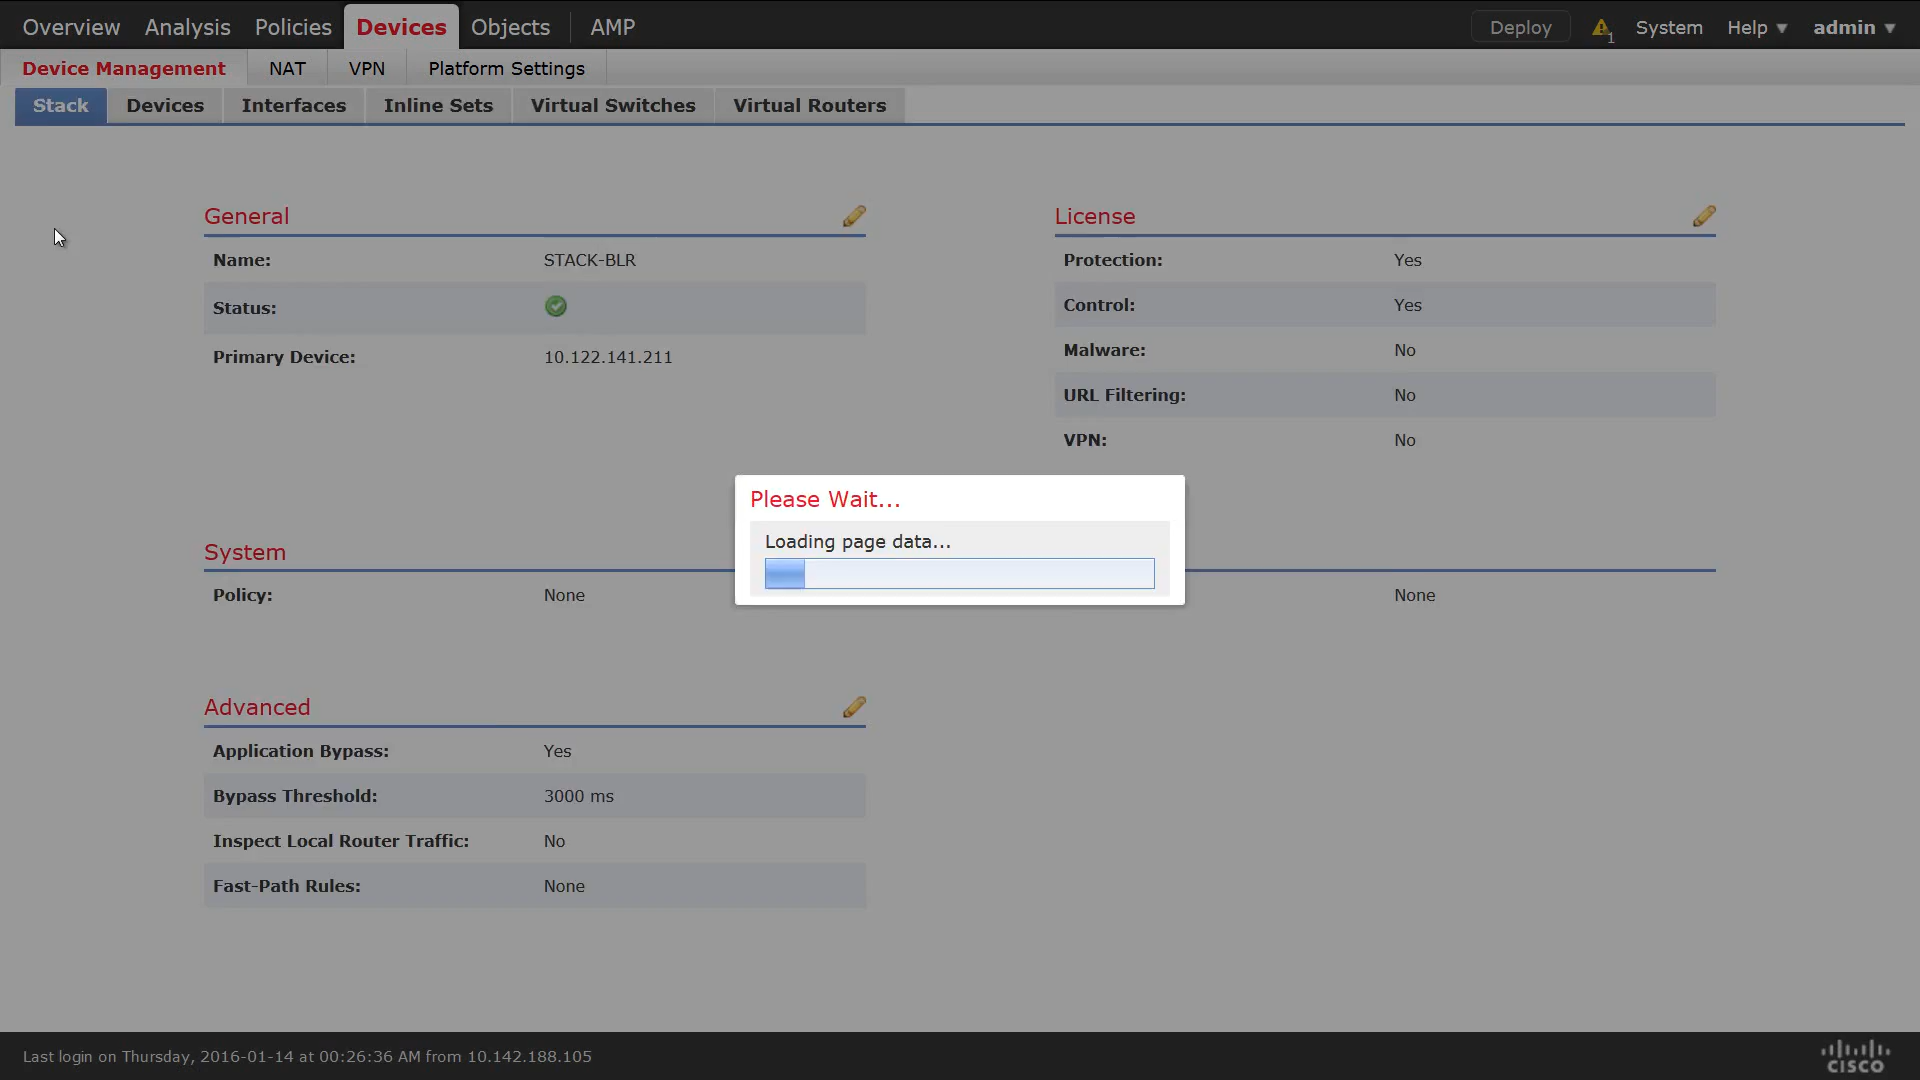 Overview Analysis Policies Devices Objects AMP Deploy 1 System Help admin
Device Management NAT VPN Platform Settings
Stack Devices Interfaces Inline Sets Virtual Switches Virtual Routers
General
Name: STACK-BLR
Status:
Primary Device: 10.122.141.211
License
Protection: Yes
Control: Yes
Malware: No
URL Filtering: No
VPN: No
Please Wait...
Loading page data...
System
Policy: None
None
Advanced
Application Bypass: Yes
Bypass Threshold: 3000 ms
Inspect Local Router Traffic: No
Fast-Path Rules: None
Last login on Thursday, 2016-01-14 at 00:26:36 AM from 10.142.188.105
CISCO